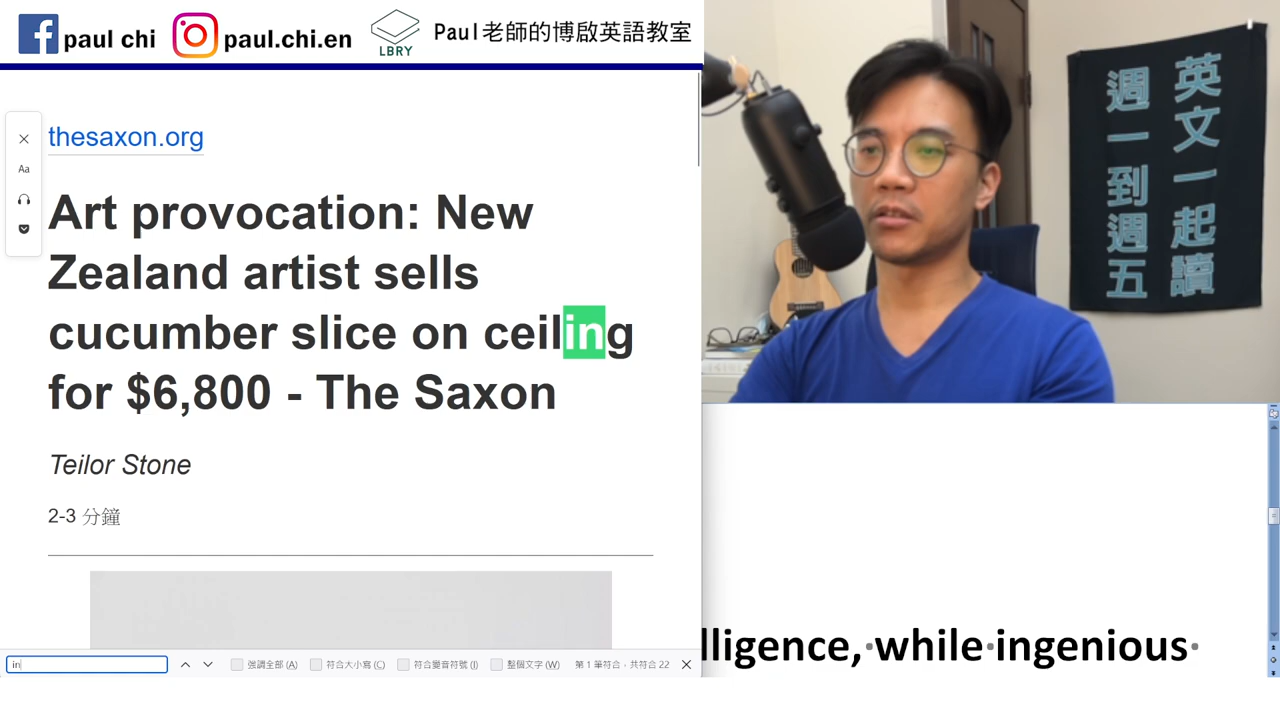 paul chi
paul.chi.en
LBRY
Paul老師的博啟英語教室
thesaxon.org
Aa
Art provocation: New
Zealand artist sells
cucumber slice on ceiling
for $6,800 - The Saxon
Teilor Stone
2-3 分鐘
in
強調全部 (A)
符合大小寫 (C)
符合變音符號 (I)
整個文字 (W)
第 1 筆符合，共符合 22
英文一起讀
週一到週五
lligence, while ingenious